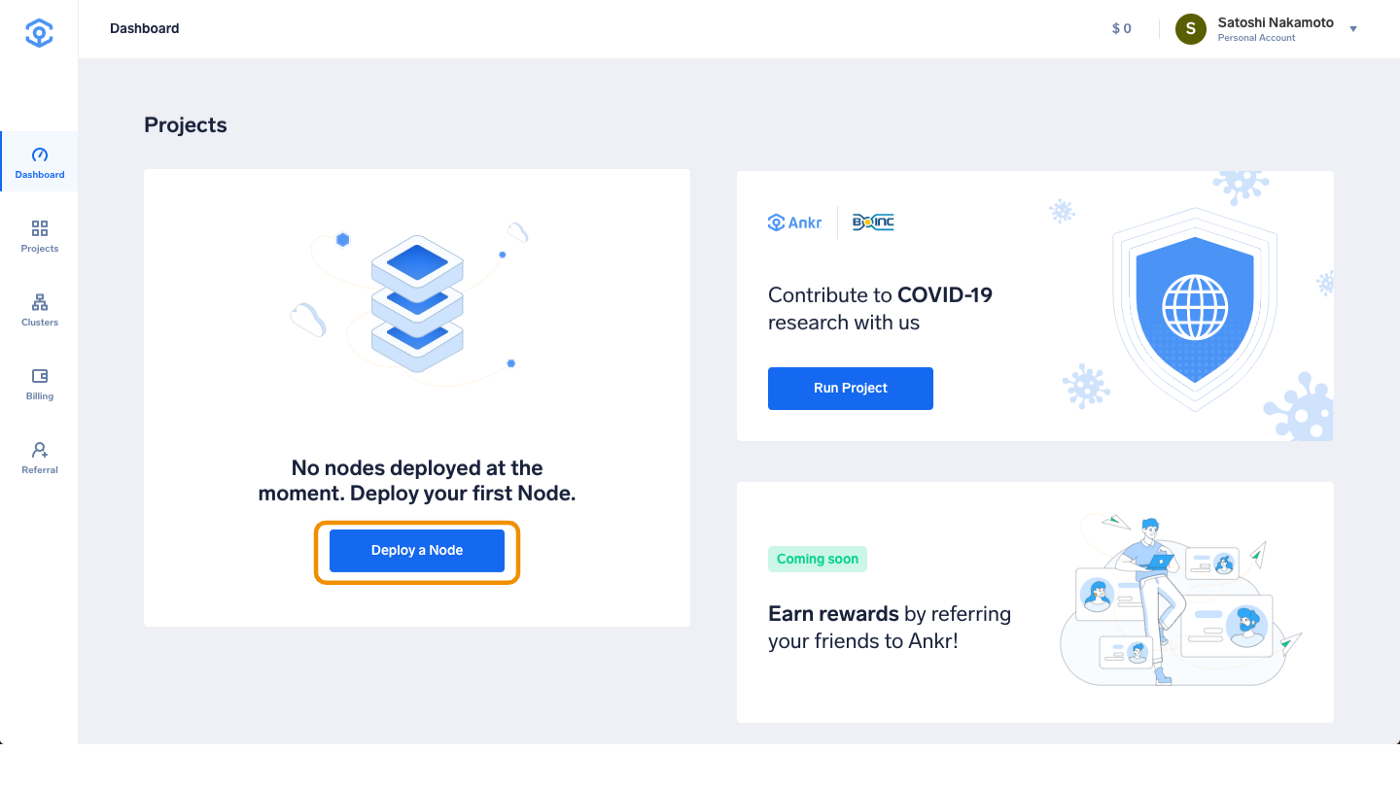 Dashboard
$ 0
S
Satoshi Nakamoto
Personal Account
Dashboard
Projects
Clusters
Billing
Referral
Projects
No nodes deployed at the
moment. Deploy your first Node.
Deploy a Node
Ankr
BOINC
Contribute to COVID-19
research with us
Run Project
Coming soon
Earn rewards by referring
your friends to Ankr!